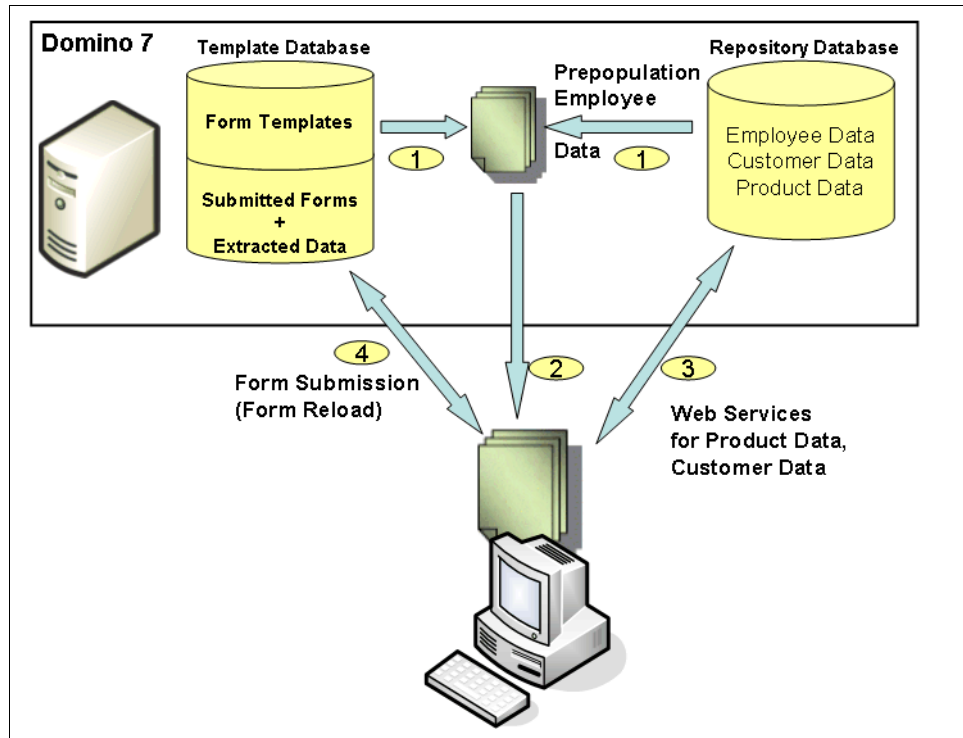 Domino 7
Template Database
Repository Database
Form Templates
Submitted Forms
+
Extracted Data
Prepopulation
Employee
Data
1
1
Employee Data
Customer Data
Product Data
4
Form Submission
(Form Reload)
2
3
Web Services
for Product Data,
Customer Data